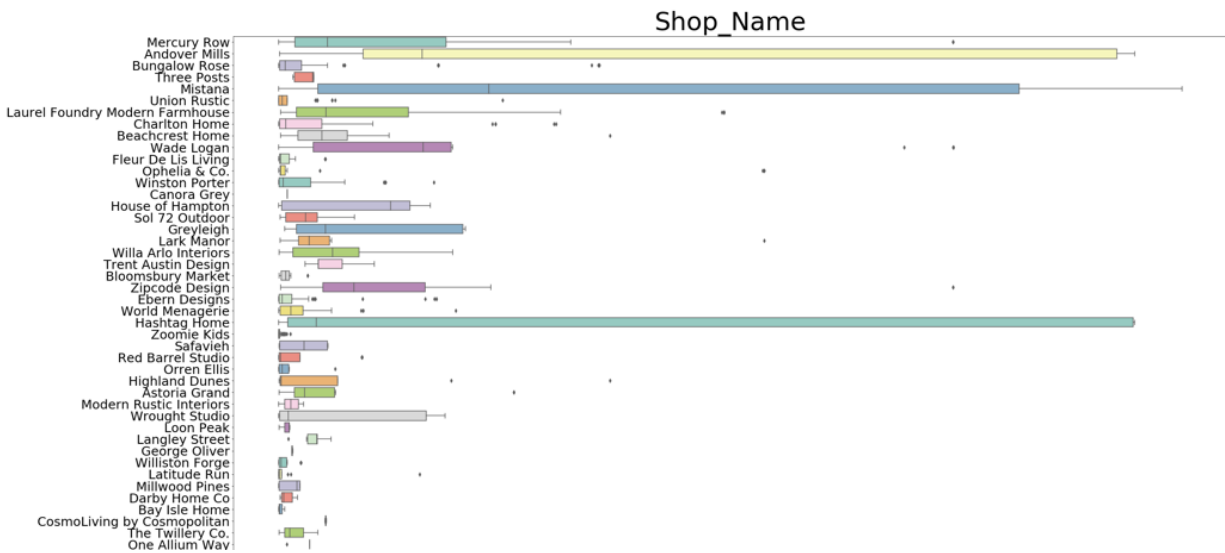 Shop_Name
Mercury Row
Andover Mills
Bungalow Rose
Three Posts
Mistana
Union Rustic
Laurel Foundry Modern Farmhouse
Charlton Home
Beachcrest Home
Wade Logan
Fleur De Lis Living
Ophelia & Co.
Winston Porter
Canora Grey
House of Hampton
Sol 72 Outdoor
Greyleigh
Lark Manor
Willa Arlo Interiors
Trent Austin Design
Bloomsbury Market
Zipcode Design
Ebern Designs
World Menagerie
Hashtag Home
Zoomie Kids
Safavieh
Red Barrel Studio
Orren Ellis
Highland Dunes
Astoria Grand
Modern Rustic Interiors
Wrought Studio
Loon Peak
Langley Street
George Oliver
Williston Forge
Latitude Run
Millwood Pines
Darby Home Co
Bay Isle Home
CosmoLiving by Cosmopolitan
The Twillery Co.
One Allium Way